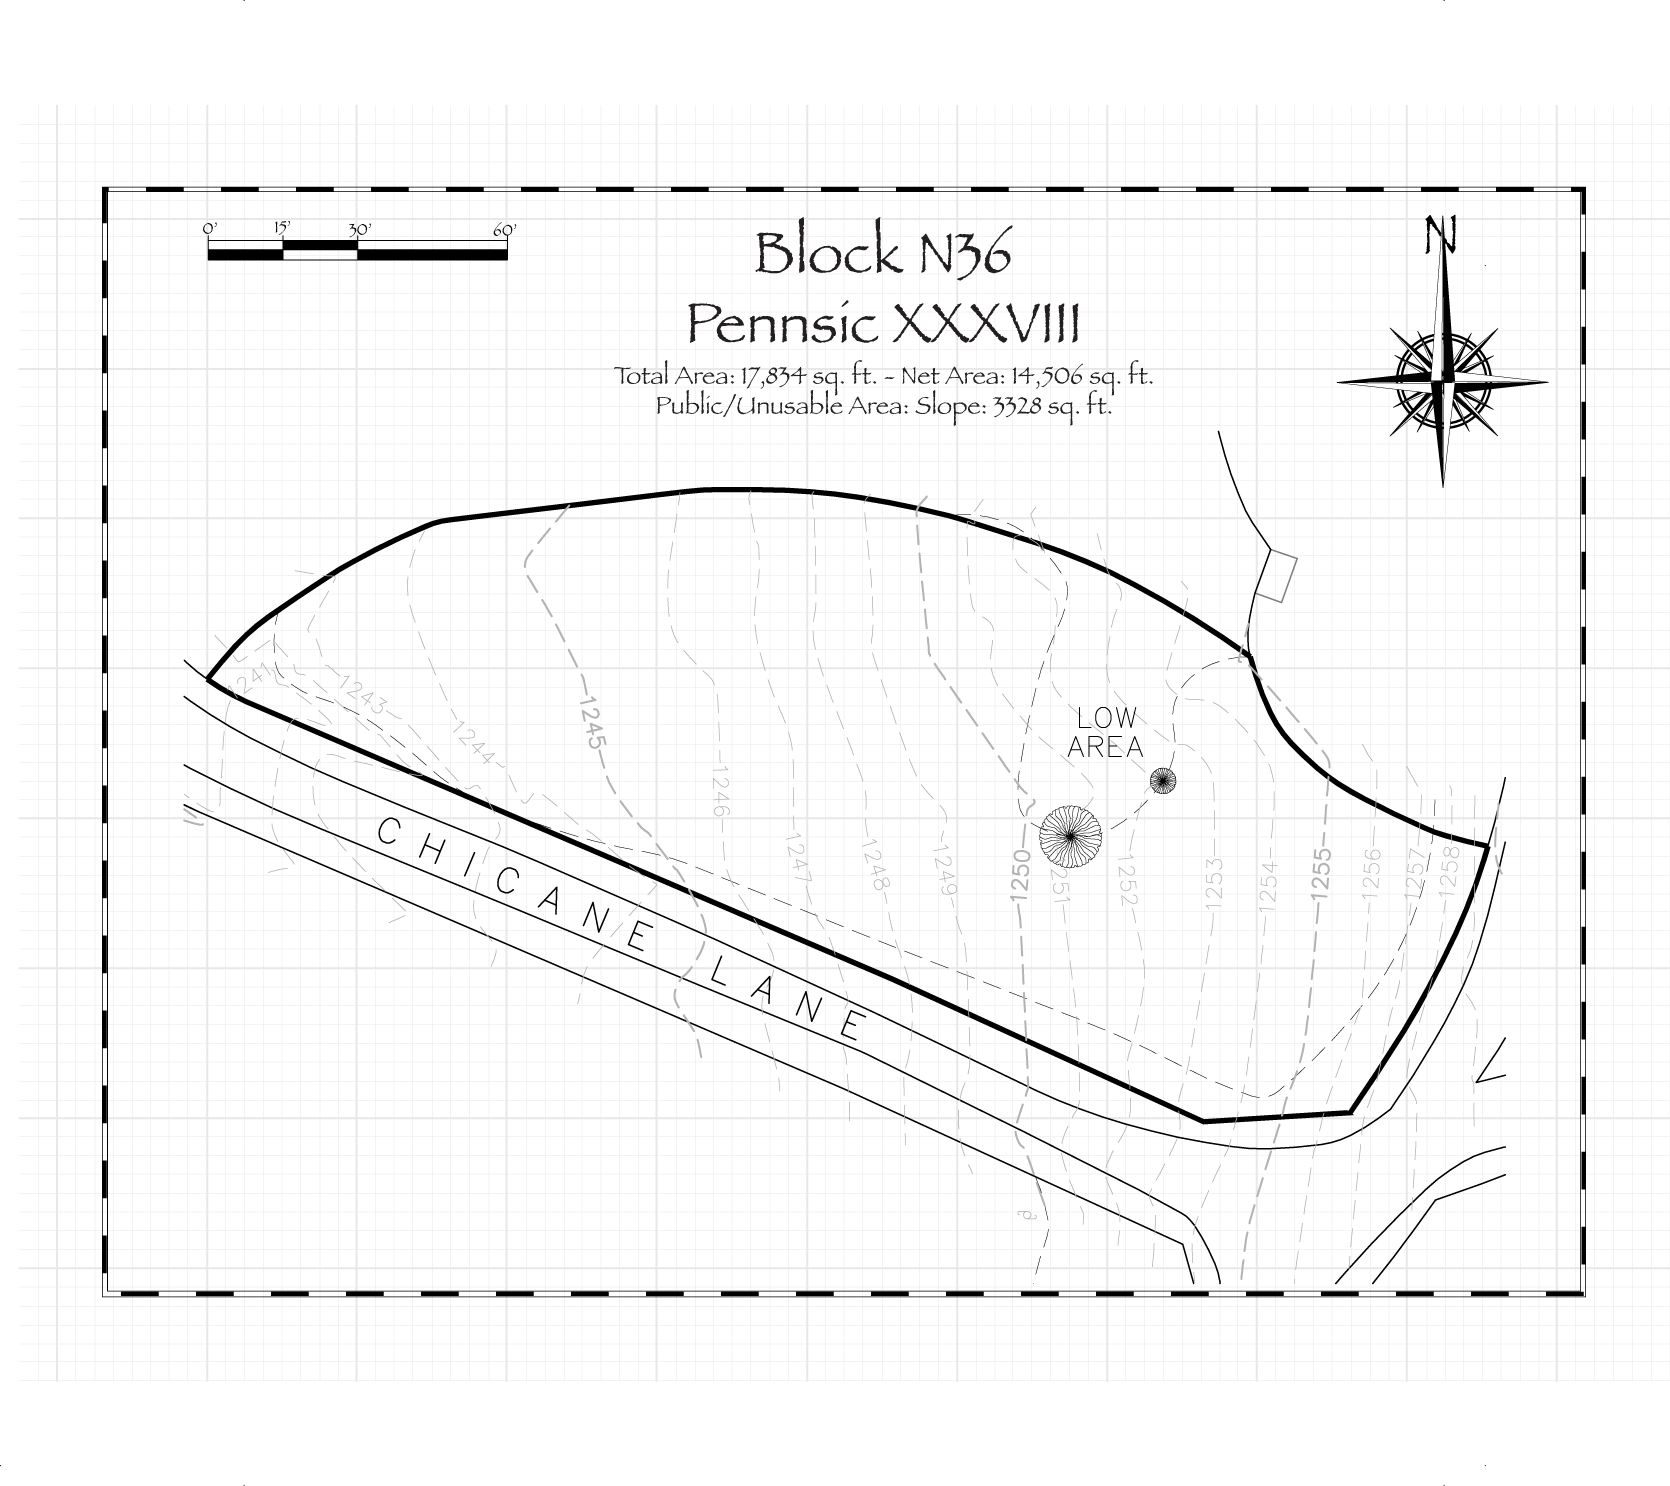 0' 15' 30' 60'
N
Block N36
Pennsic XXXVIII
Total Area: 17,834 sq. ft. - Net Area: 14,506 sq. ft.
Public/Unusable Area: Slope: 3328 sq. ft.
1241
1243
1244
1245
LOW
AREA
1246
1247
1248
1249
1250
1251
1252
1253
1254
1255
1256
1257
1258
CHICANE LANE